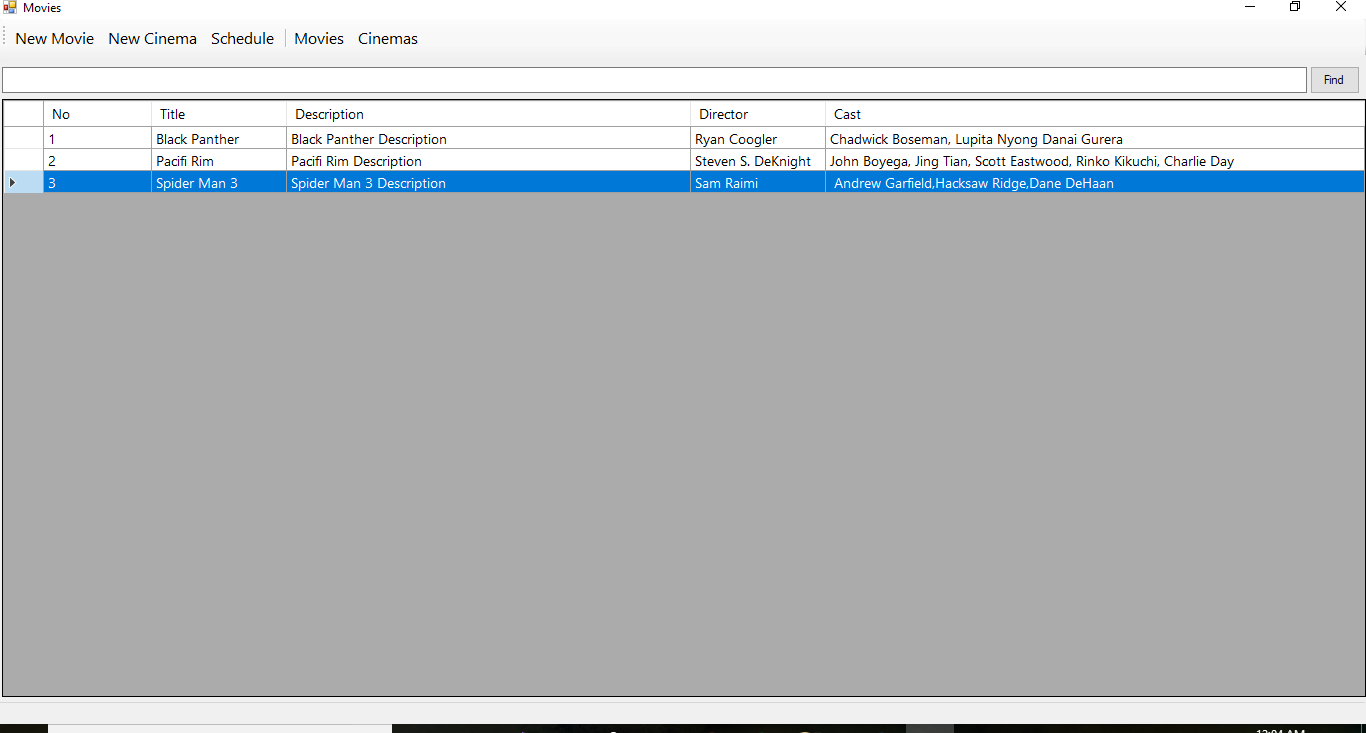 Movies
New Movie New Cinema Schedule Movies Cinemas
Find
No Title Description Director Cast
1 Black Panther Black Panther Description Ryan Coogler Chadwick Boseman, Lupita Nyong Danai Gurera
2 Pacifi Rim Pacifi Rim Description Steven S. DeKnight John Boyega, Jing Tian, Scott Eastwood, Rinko Kikuchi, Charlie Day
3 Spider Man 3 Spider Man 3 Description Sam Raimi Andrew Garfield,Hacksaw Ridge,Dane DeHaan